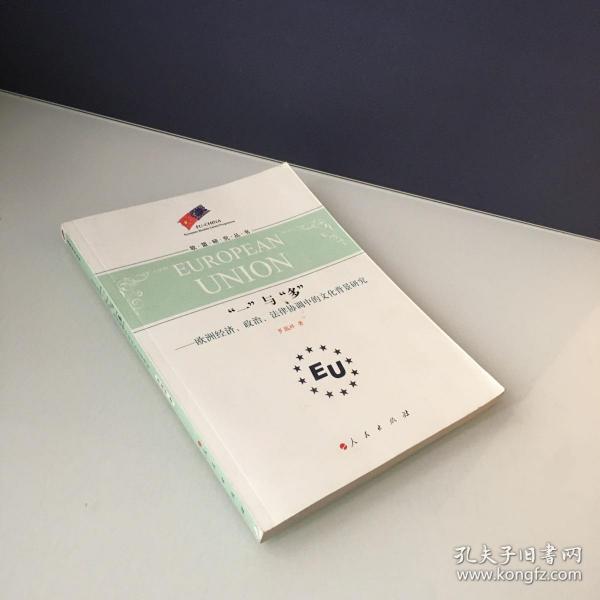 EU-CHINA
欧盟研究丛书
EUROPEAN
UNION
“一”与“多”
——欧洲经济、政治、法律协调中的文化背景研究
著
EU
人民出版社
孔夫子旧书网
www.kongfz.com